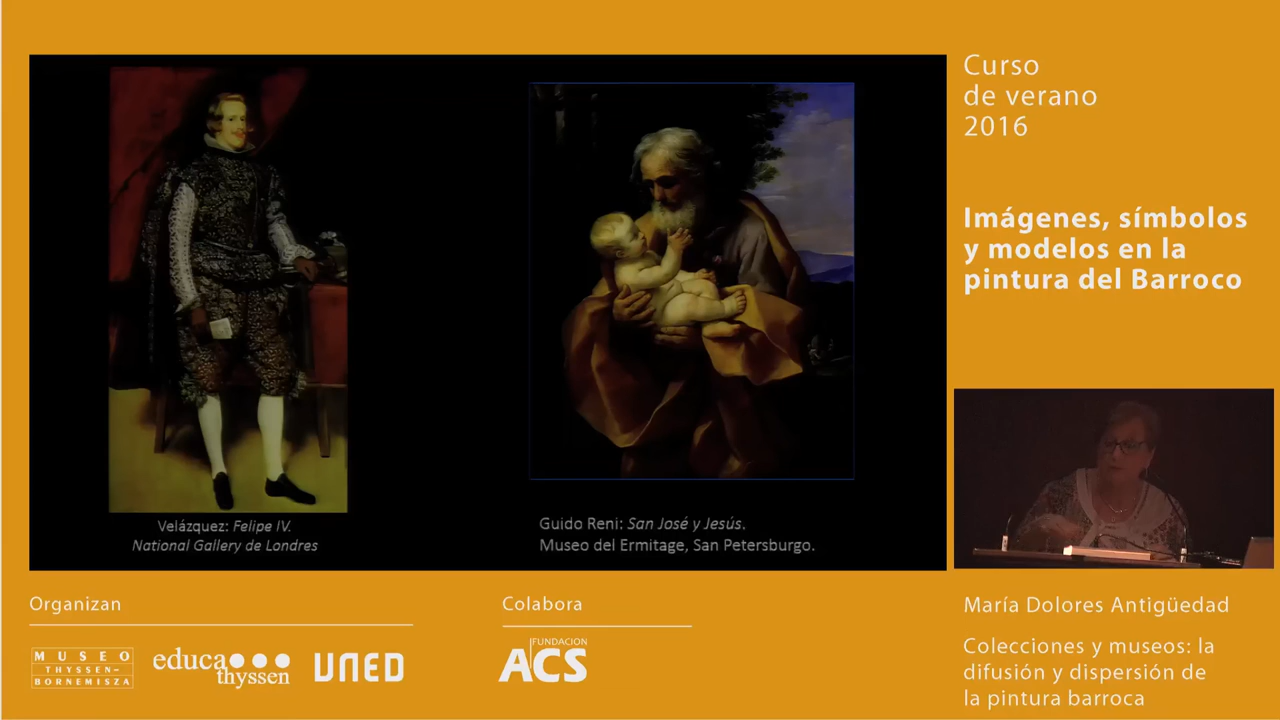 Curso
de verano
2016
Imágenes, símbolos
y modelos en la
pintura del Barroco
Velázquez: Felipe IV.
National Gallery de Londres
Guido Reni: San José y Jesús.
Museo del Ermitage, San Petersburgo.
Organizan
MUSEO
THYSSEN-
BORNEMISZA
educa
thyssen
UNED
Colabora
FUNDACION
ACS
María Dolores Antigüedad
Colecciones y museos: la
difusión y dispersión de
la pintura barroca